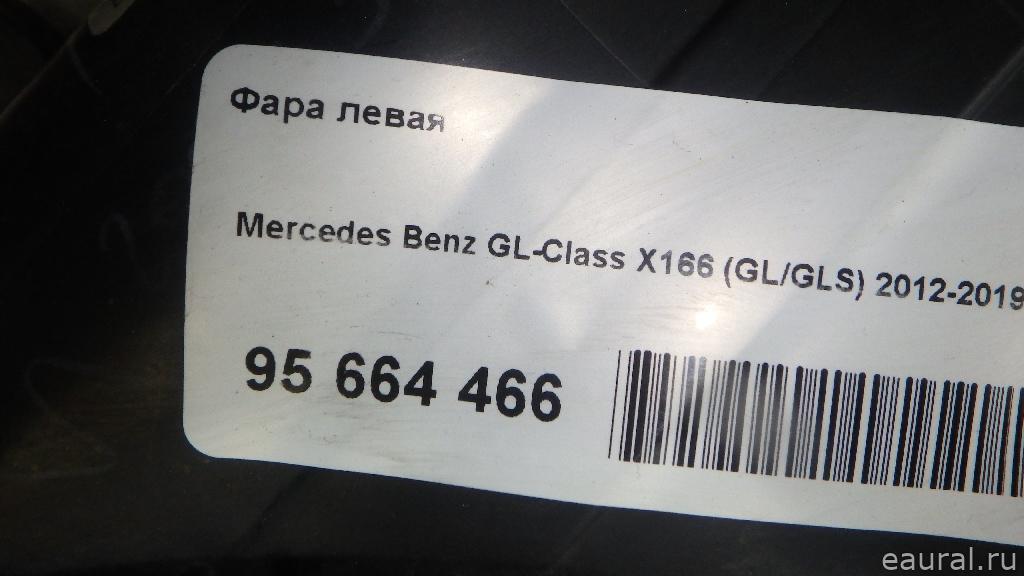 Фара левая
Mercedes Benz GL-Class X166 (GL/GLS) 2012-2019
95 664 466
eaural.ru